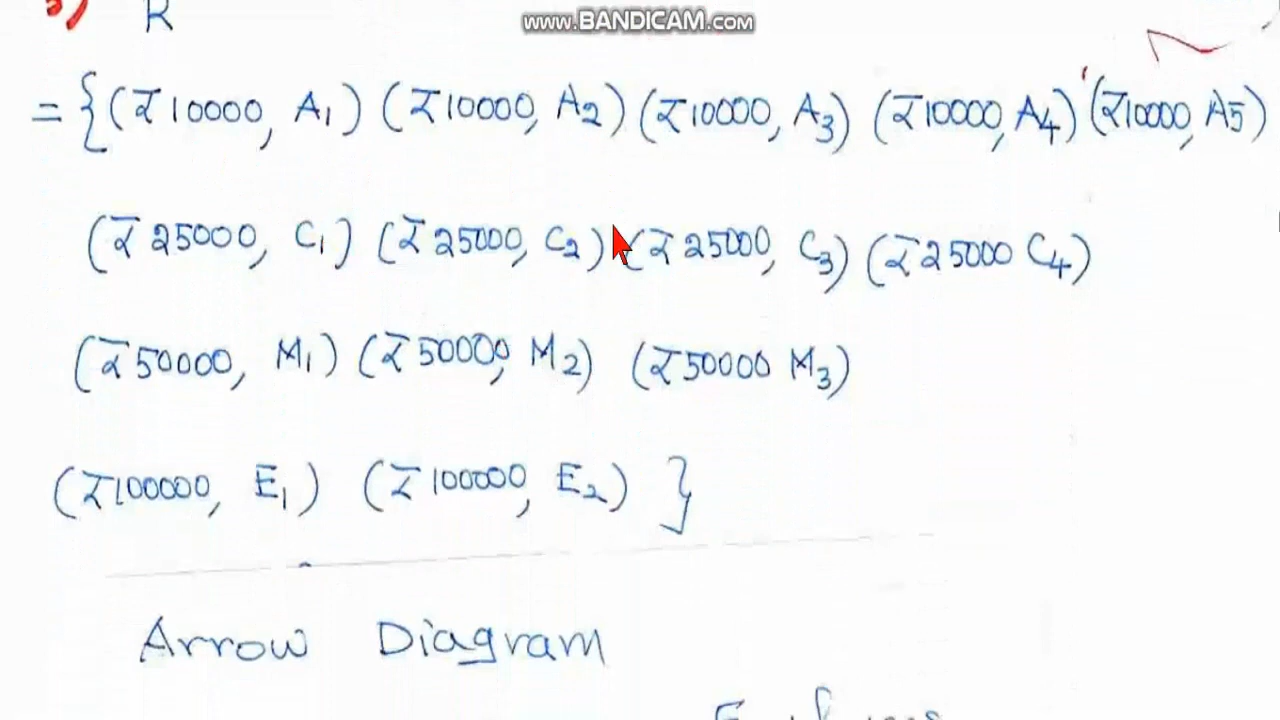 www.BANDICAM.com
R
= {(₹10000, A1) (₹10000, A2) (₹10000, A3) (₹10000, A4) (₹10000, A5)
(₹25000, C1) (₹25000, C2) (₹25000, C3) (₹25000 C4)
(₹50000, M1) (₹50000, M2) (₹50000 M3)
(₹100000, E1) (₹100000, E2) }
Arrow Diagram